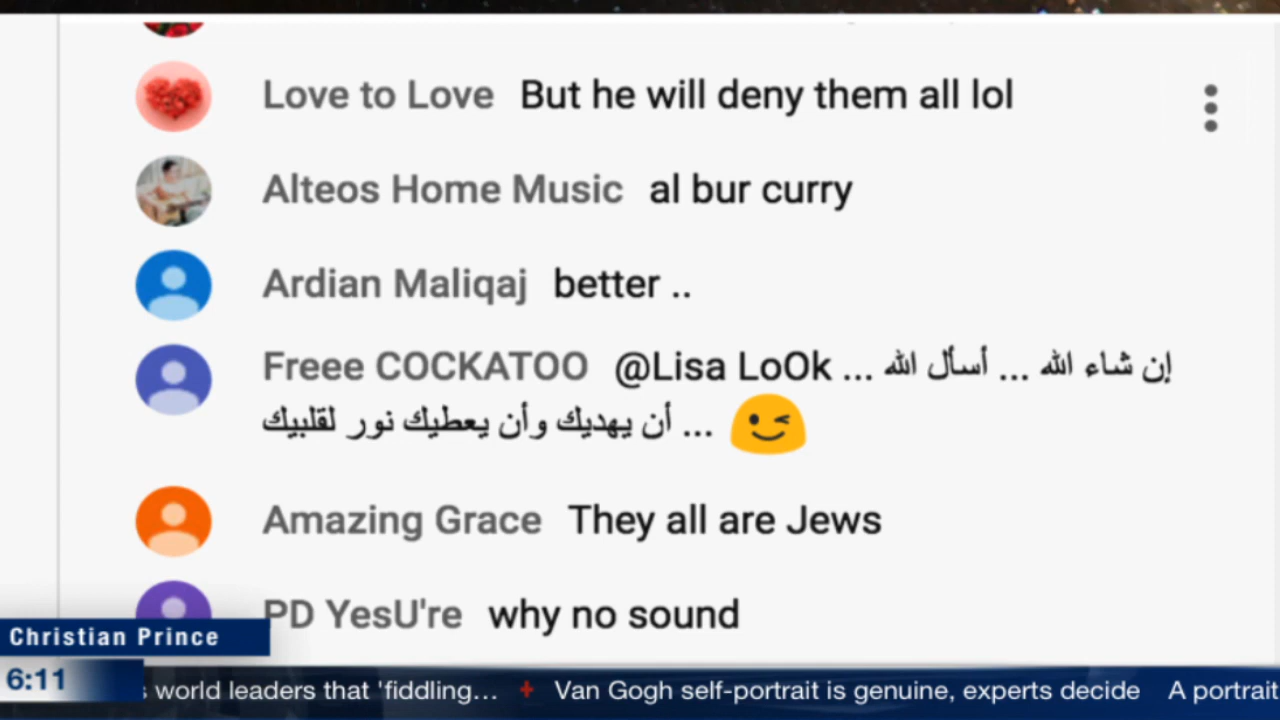 Love to Love But he will deny them all lol
Alteos Home Music al bur curry
Ardian Maliqaj better ..
Freee COCKATOO @Lisa LoOk ... إن شاء الله ... أسأل الله
أن يهديك وأن يعطيك نور لقلبيك ...
Amazing Grace They all are Jews
PD YesU're why no sound
Christian Prince
6:11
world leaders that 'fiddling... Van Gogh self-portrait is genuine, experts decide A portrait